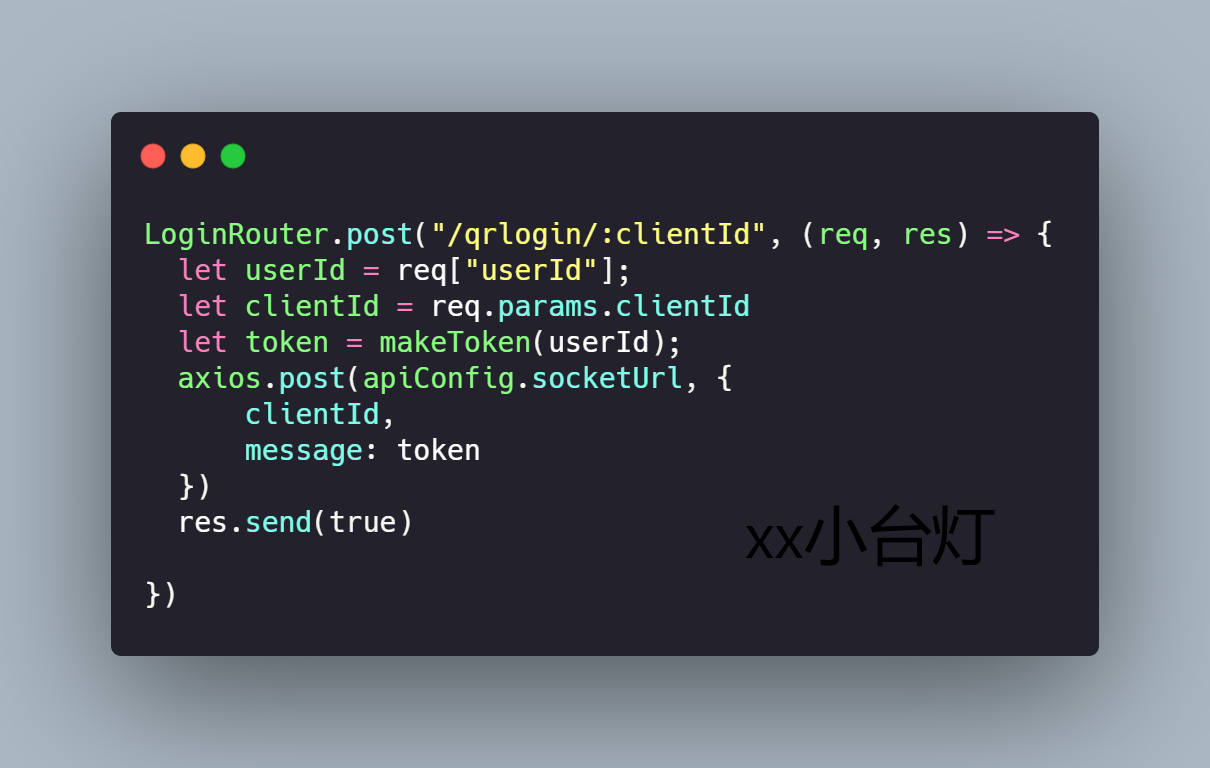 LoginRouter.post("/qrlogin/:clientId", (req, res) => {
  let userId = req["userId"];
  let clientId = req.params.clientId
  let token = makeToken(userId);
  axios.post(apiConfig.socketUrl, {
      clientId,
      message: token
  })
  res.send(true)
xx小台灯
})